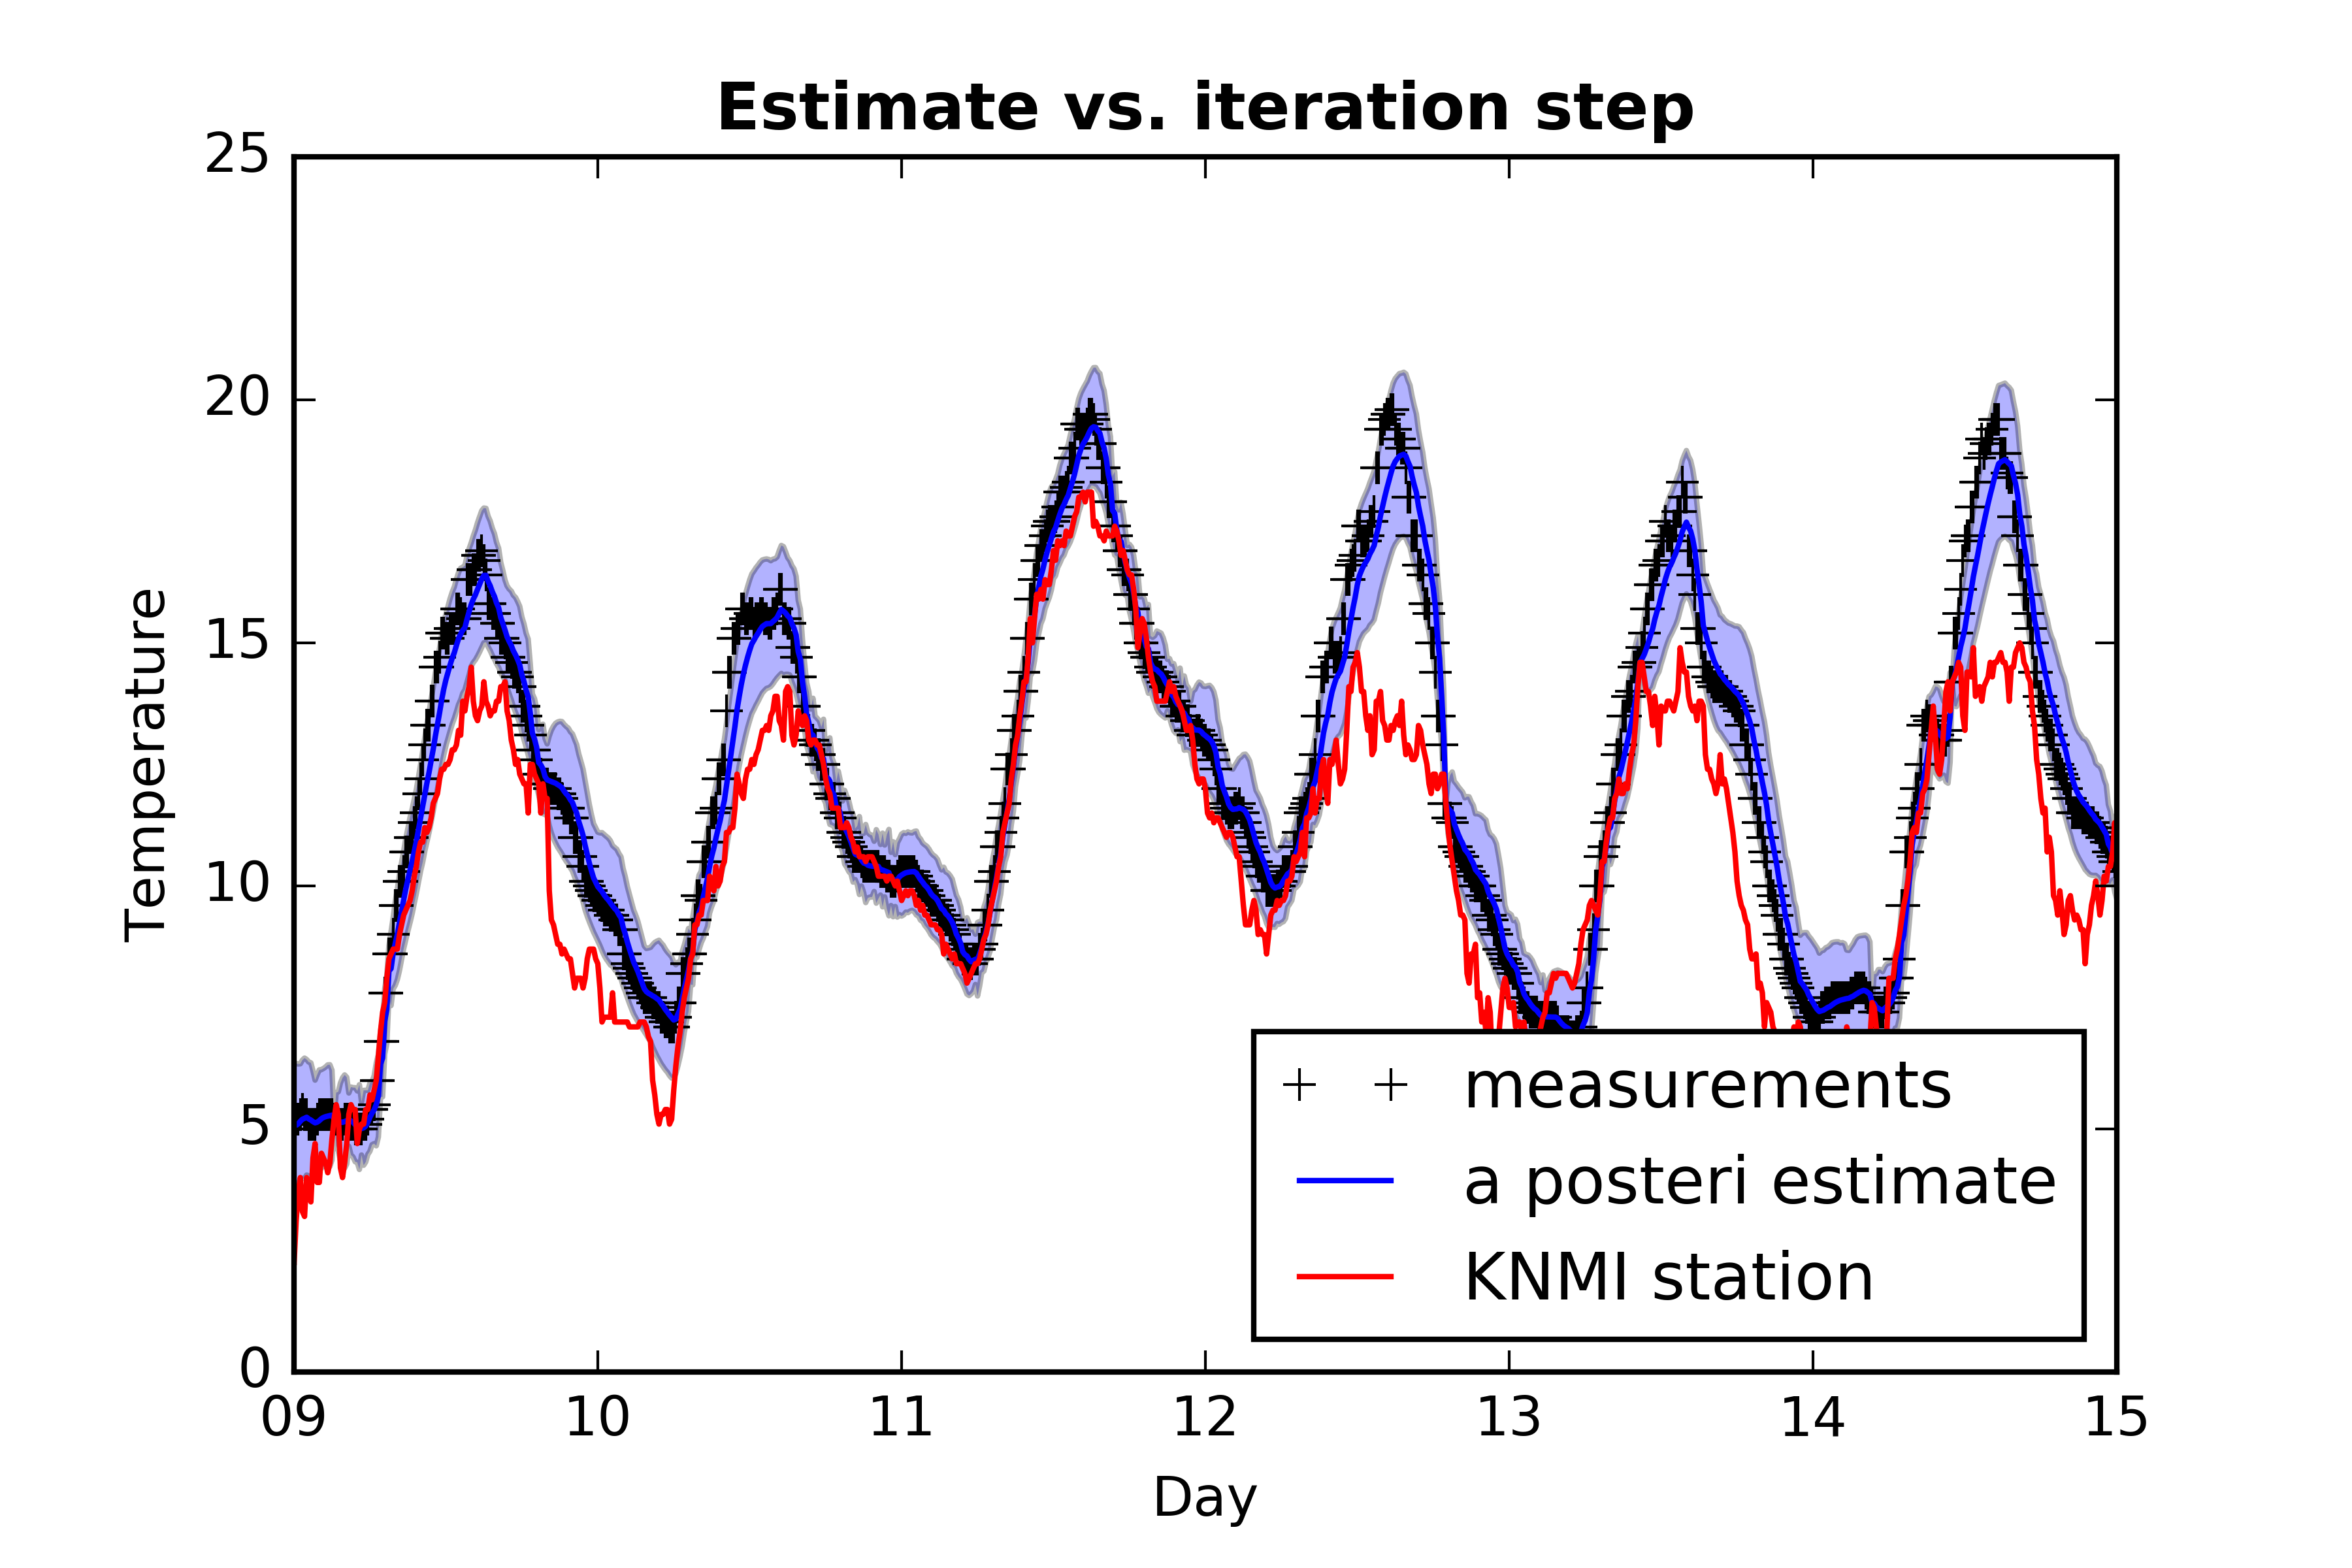 Estimate vs. iteration step
25
20
15
10
5
0
Temperature
measurements
a posteri estimate
KNMI station
09 10 11 12 13 14 15
Day